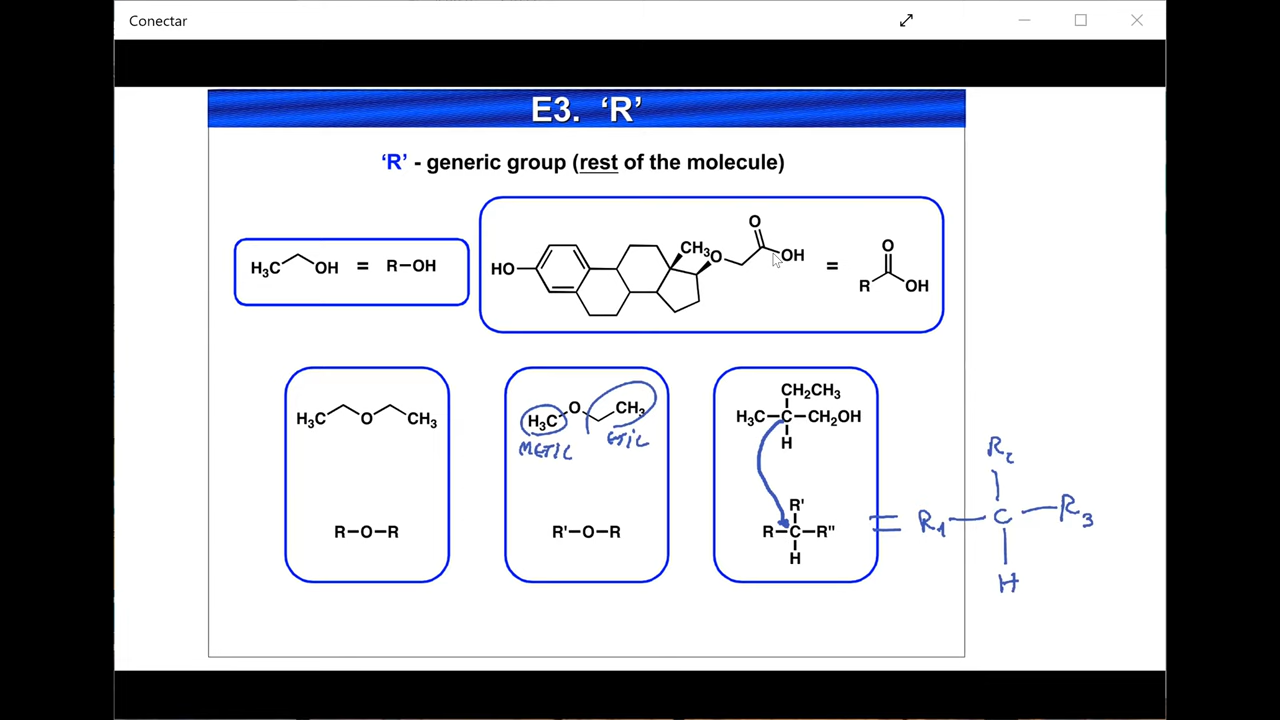 Conectar
E3. ‘R’
‘R’ - generic group (rest of the molecule)
H₃C OH = R–OH
HO CH₃ O O OH = R O OH
H₃C O CH₃
R–O–R
H₃C O CH₃
METIL ETIL
R'–O–R
CH₂CH₃
H₃C–C–CH₂OH
H
R'
R–C–R"
H
R₂
= R₁–C–R₃
H